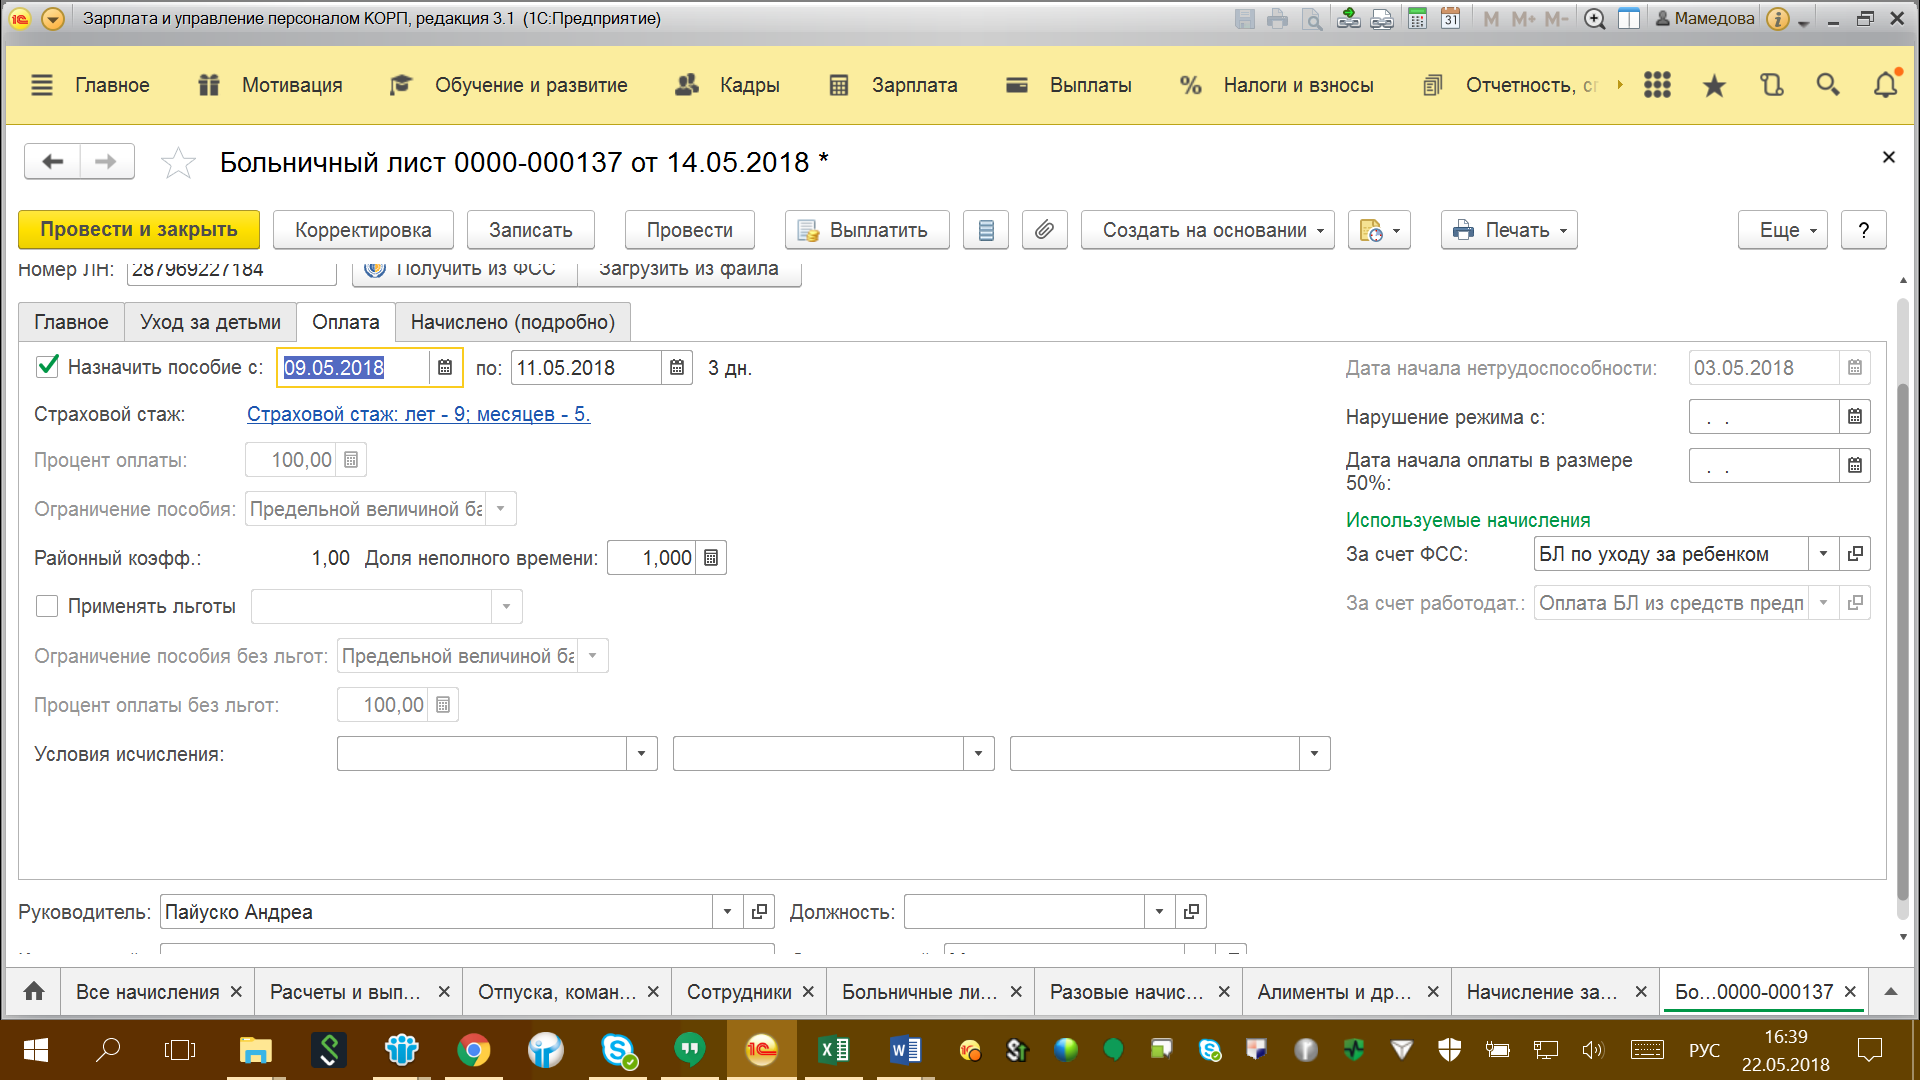 Зарплата и управление персоналом КОРП, редакция 3.1 (1С:Предприятие)
M M+ M- Мамедова
Главное Мотивация Обучение и развитие Кадры Зарплата Выплаты Налоги и взносы Отчетность,
Больничный лист 0000-000137 от 14.05.2018 *
Провести и закрыть Корректировка Записать Провести Выплатить Создать на основании Печать Еще ?
Номер ЛН: 287969227184 Получить из ФСС Загрузить из файла
Главное Уход за детьми Оплата Начислено (подробно)
Назначить пособие с: 09.05.2018 по: 11.05.2018 3 дн. Дата начала нетрудоспособности: 03.05.2018
Страховой стаж: Страховой стаж: лет - 9; месяцев - 5. Нарушение режима с: . .
Процент оплаты: 100,00 Дата начала оплаты в размере 50%: . .
Ограничение пособия: Предельной величиной ба Используемые начисления
Районный коэфф.: 1,00 Доля неполного времени: 1,000 За счет ФСС: БЛ по уходу за ребенком
Применять льготы За счет работодат.: Оплата БЛ из средств предп
Ограничение пособия без льгот: Предельной величиной ба
Процент оплаты без льгот: 100,00
Условия исчисления:
Руководитель: Пайуско Андреа Должность:
Все начисления Расчеты и вып... Отпуска, коман... Сотрудники Больничные ли... Разовые начис... Алименты и др... Начисление за... Бо...0000-000137
РУС 16:39
22.05.2018